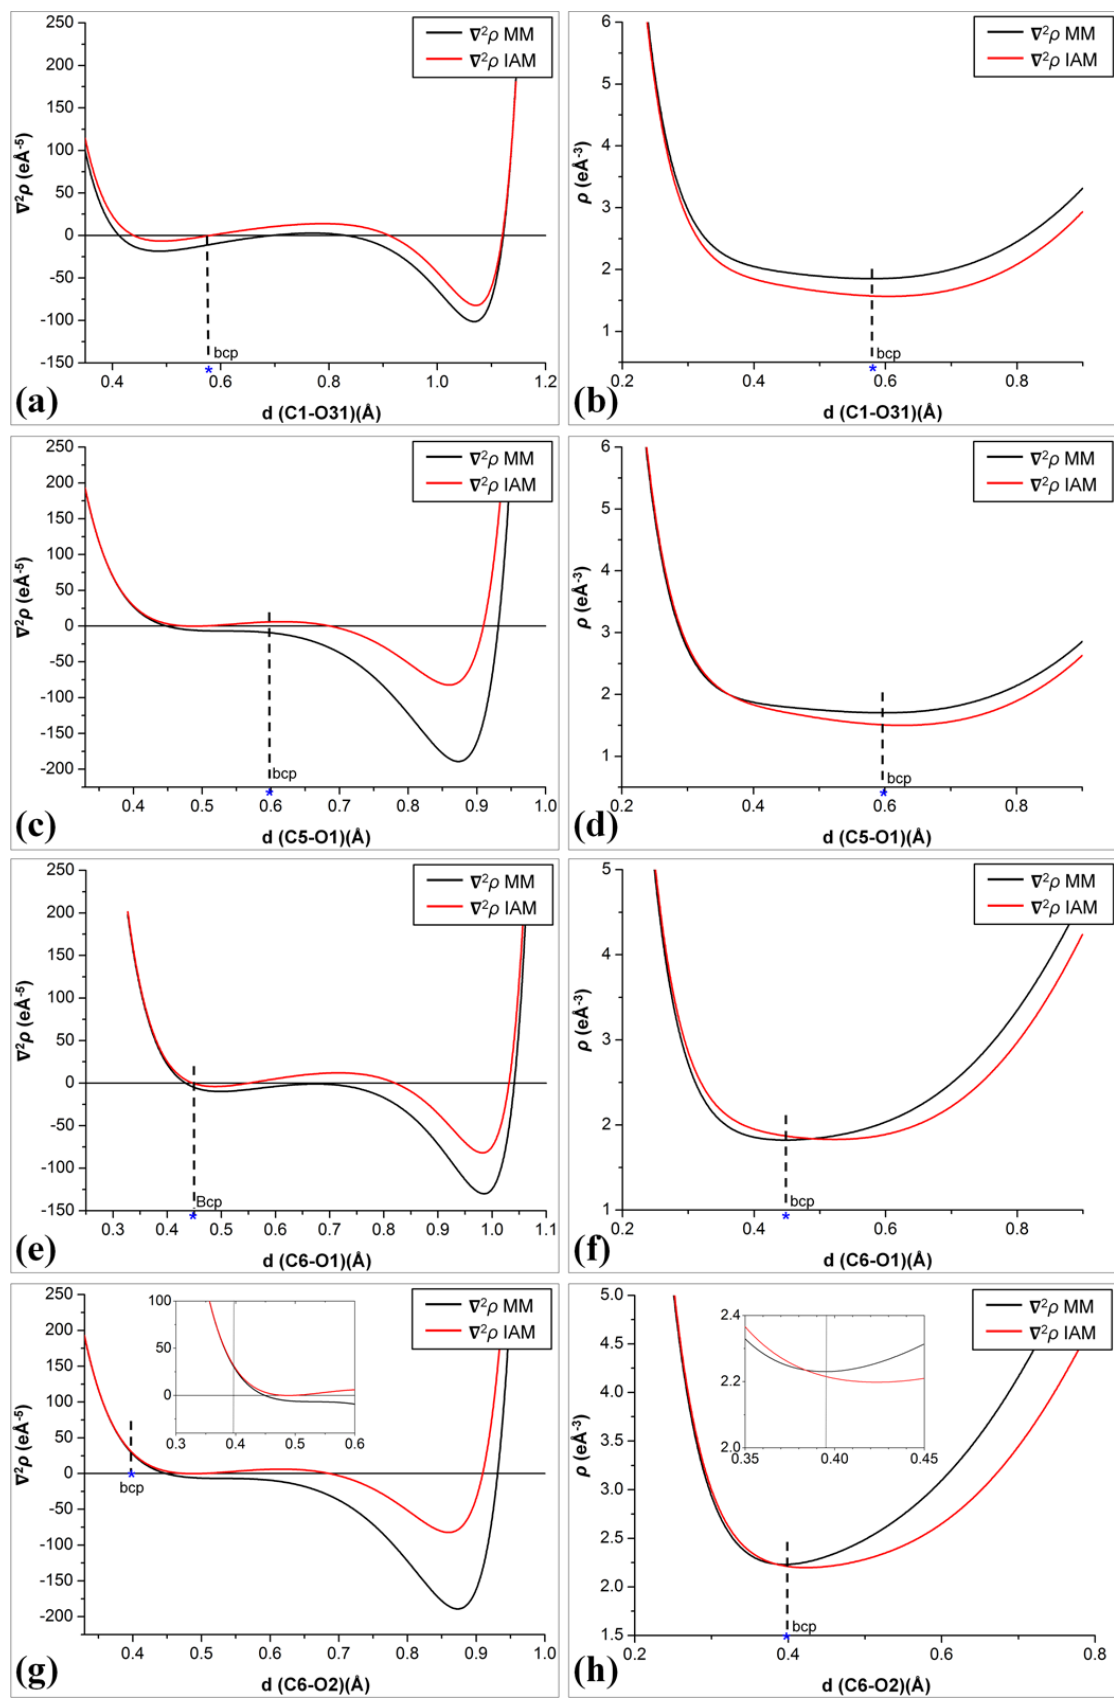 250
200
150
100
50
0
-50
-100
-150
∇²ρ (eÅ⁻⁵)
∇²ρ MM
∇²ρ IAM
bcp
*
0.4 0.6 0.8 1.0 1.2
(a)
d (C1-O31)(Å)
6
5
4
3
2
1
ρ (eÅ⁻³)
∇²ρ MM
∇²ρ IAM
bcp
*
0.2 0.4 0.6 0.8
(b)
d (C1-O31)(Å)
250
200
150
100
50
0
-50
-100
-150
-200
∇²ρ (eÅ⁻⁵)
∇²ρ MM
∇²ρ IAM
bcp
*
0.4 0.5 0.6 0.7 0.8 0.9 1.0
(c)
d (C5-O1)(Å)
6
5
4
3
2
1
ρ (eÅ⁻³)
∇²ρ MM
∇²ρ IAM
bcp
*
0.2 0.4 0.6 0.8
(d)
d (C5-O1)(Å)
250
200
150
100
50
0
-50
-100
-150
∇²ρ (eÅ⁻⁵)
∇²ρ MM
∇²ρ IAM
Bcp
*
0.3 0.4 0.5 0.6 0.7 0.8 0.9 1.0 1.1
(e)
d (C6-O1)(Å)
5
4
3
2
1
ρ (eÅ⁻³)
∇²ρ MM
∇²ρ IAM
bcp
*
0.2 0.4 0.6 0.8
(f)
d (C6-O1)(Å)
250
200
150
100
50
0
-50
-100
-150
-200
∇²ρ (eÅ⁻⁵)
100
50
0
0.3 0.4 0.5 0.6
∇²ρ MM
∇²ρ IAM
*
bcp
0.4 0.5 0.6 0.7 0.8 0.9 1.0
(g)
d (C6-O2)(Å)
5.0
4.5
4.0
3.5
3.0
2.5
2.0
1.5
ρ (eÅ⁻³)
2.4
2.2
2.0
0.35 0.40 0.45
∇²ρ MM
∇²ρ IAM
bcp
*
0.2 0.4 0.6 0.8
(h)
d (C6-O2)(Å)